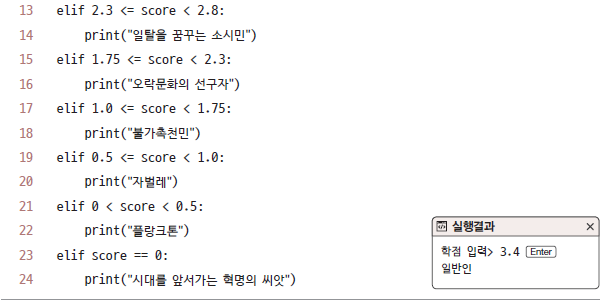 13 elif 2.3 <= score < 2.8:
14 print("일탈을 꿈꾸는 소시민")
15 elif 1.75 <= score < 2.3:
16 print("오락문화의 선구자")
17 elif 1.0 <= score < 1.75:
18 print("불가촉천민")
19 elif 0.5 <= score < 1.0:
20 print("자벌레")
21 elif 0 < score < 0.5:
22 print("플랑크톤")
23 elif score == 0:
24 print("시대를 앞서가는 혁명의 씨앗")
실행결과 ×
학점 입력> 3.4 Enter
일반인